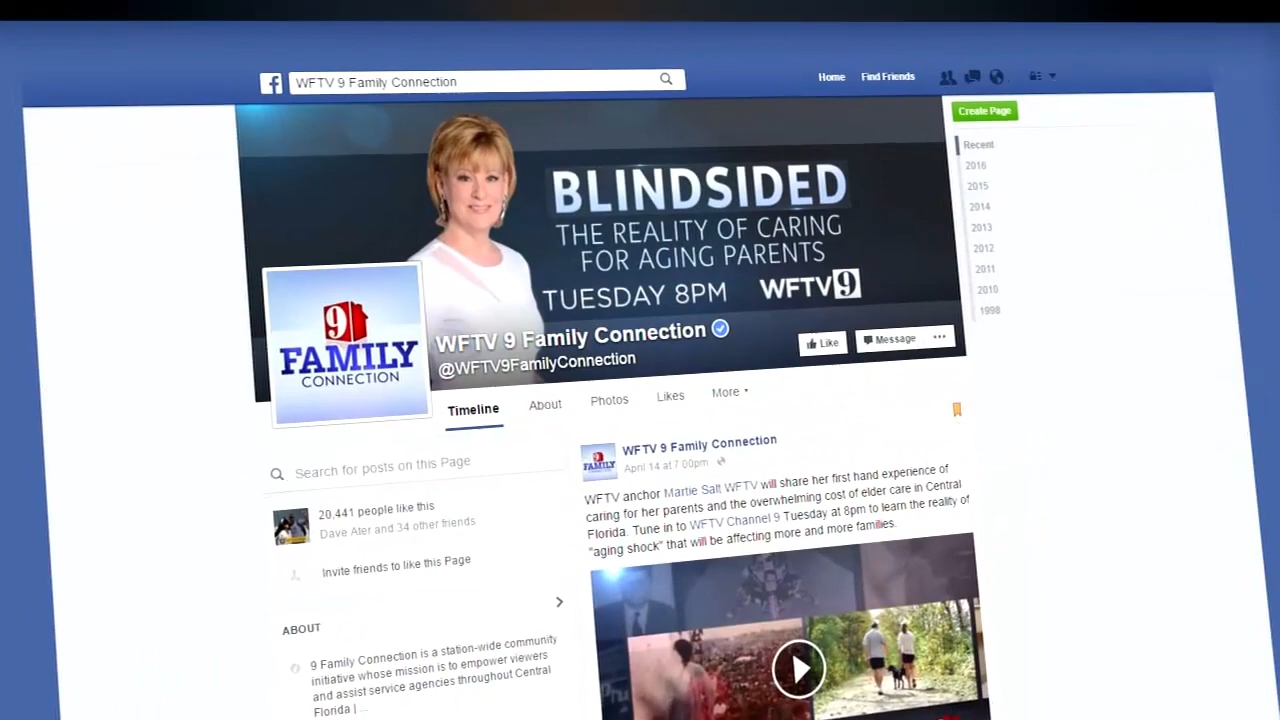 WFTV 9 Family Connection
Home
Find Friends
BLINDSIDED
THE REALITY OF CARING
FOR AGING PARENTS
TUESDAY 8PM
WFTV 9
9
FAMILY
CONNECTION
WFTV 9 Family Connection
@WFTV9FamilyConnection
Like
Message
Create Page
Recent
2016
2015
2014
2013
2012
2011
2010
1998
Timeline
About
Photos
Likes
More
Search for posts on this Page
20,441 people like this
Dave Ater and 34 other friends
Invite friends to like this Page
ABOUT
9 Family Connection is a station-wide community
initiative whose mission is to empower viewers
and assist service agencies throughout Central
Florida | ...
FAMILY
WFTV 9 Family Connection
April 14 at 7:00pm
WFTV anchor Martie Salt WFTV will share her first hand experience of
caring for her parents and the overwhelming cost of elder care in Central
Florida. Tune in to WFTV Channel 9 Tuesday at 8pm to learn the reality of
"aging shock" that will be affecting more and more families.